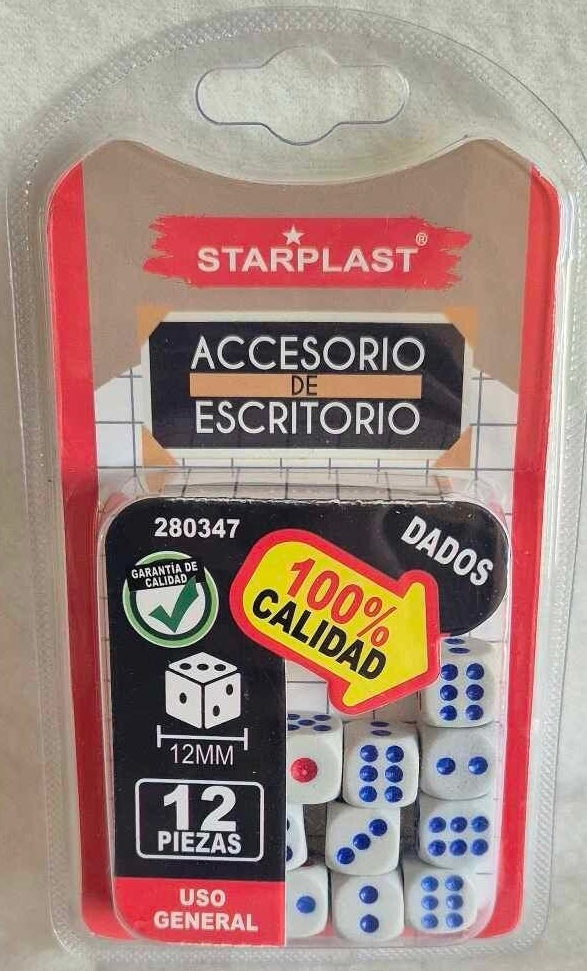 STARPLAST®
ACCESORIO
DE
ESCRITORIO
280347
DADOS
GARANTÍA DE
CALIDAD
100%
CALIDAD
12MM
12
PIEZAS
USO
GENERAL